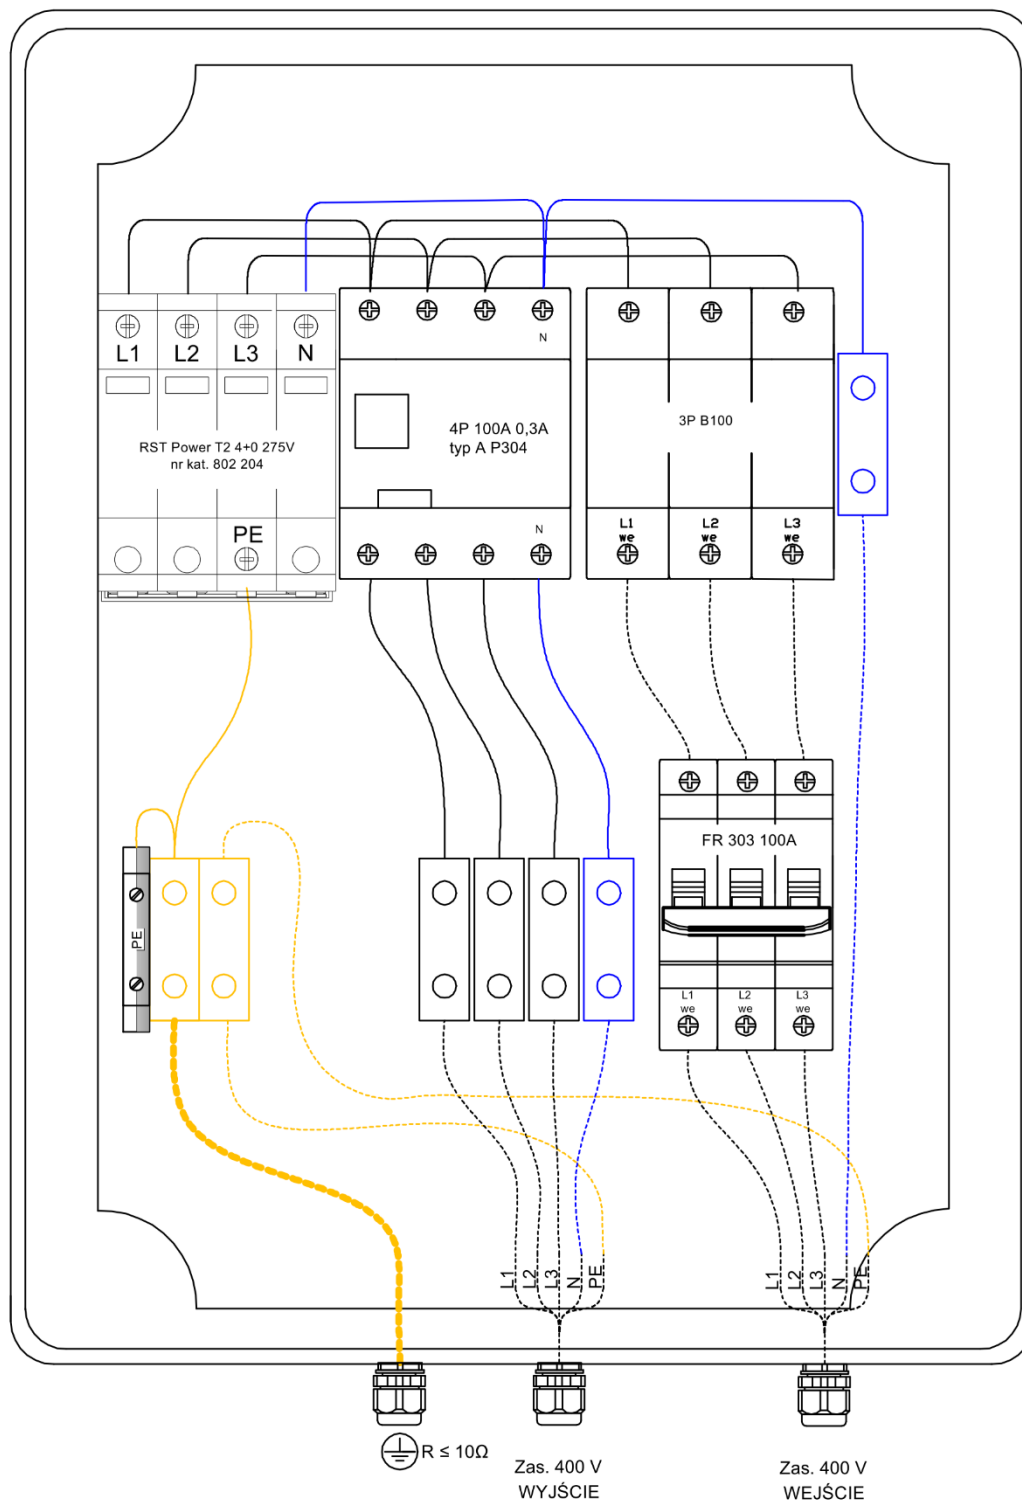 L1 L2 L3 N
RST Power T2 4+0 275V
nr kat. 802 204
PE
N
4P 100A 0,3A
typ A P304
N
3P B100
L1 L2 L3
we we we
FR 303 100A
L1 L2 L3
we we we
PE
L1 L2 L3 N PE
L1 L2 L3 N PE
R ≤ 10Ω
Zas. 400 V
WYJŚCIE
Zas. 400 V
WEJŚCIE